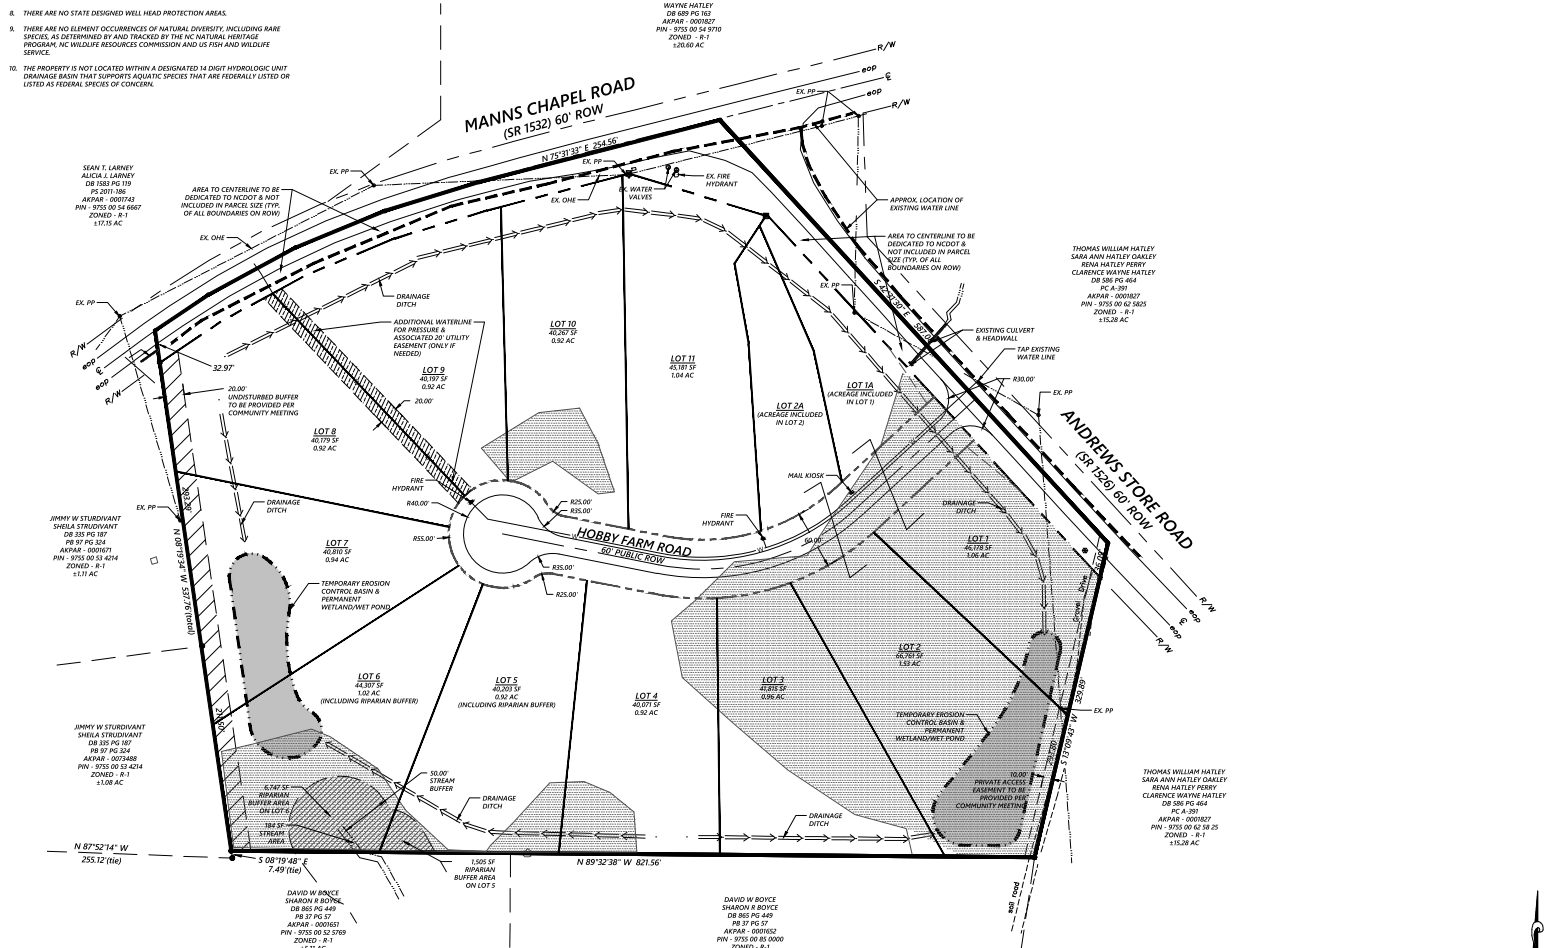 8. THERE ARE NO STATE DESIGNED WELL HEAD PROTECTION AREAS.
9. THERE ARE NO ELEMENT OCCURRENCES OF NATURAL DIVERSITY, INCLUDING RARE
SPECIES, AS DETERMINED BY AND TRACKED BY THE NC NATURAL HERITAGE
PROGRAM, NC WILDLIFE RESOURCES COMMISSION AND US FISH AND WILDLIFE
SERVICE.
10. THE PROPERTY IS NOT LOCATED WITHIN A DESIGNATED 14 DIGIT HYDROLOGIC UNIT
DRAINAGE BASIN THAT SUPPORTS AQUATIC SPECIES THAT ARE FEDERALLY LISTED OR
LISTED AS FEDERAL SPECIES OF CONCERN.
WAYNE HATLEY
DB 689 PG 163
AKPAR - 0001827
PIN - 9755 00 54 9710
ZONED - R-1
±20.60 AC
R/W
eop
℄
eop
R/W
MANNS CHAPEL ROAD
(SR 1532) 60' ROW
N 75°31'33" E 254.56'
EX. PP
EX. PP
EX. PP
EX. FIRE
HYDRANT
EX. WATER
VALVES
EX. OHE
SEAN T. LARNEY
ALICIA J. LARNEY
DB 1583 PG 119
PS 2011-186
AKPAR - 0001743
PIN - 9755 00 54 6667
ZONED - R-1
±17.15 AC
AREA TO CENTERLINE TO BE
DEDICATED TO NCDOT & NOT
INCLUDED IN PARCEL SIZE (TYP.
OF ALL BOUNDARIES ON ROW)
EX. OHE
APPROX. LOCATION OF
EXISTING WATER LINE
AREA TO CENTERLINE TO BE
DEDICATED TO NCDOT &
NOT INCLUDED IN PARCEL
SIZE (TYP. OF ALL
BOUNDARIES ON ROW)
THOMAS WILLIAM HATLEY
SARA ANN HATLEY OAKLEY
RENA HATLEY PERRY
CLARENCE WAYNE HATLEY
DB 586 PG 464
PC A-391
AKPAR - 0001827
PIN - 9755 00 62 5825
ZONED - R-1
±15.28 AC
EX. PP
EX. PP
DRAINAGE
DITCH
ADDITIONAL WATERLINE
FOR PRESSURE &
ASSOCIATED 20' UTILITY
EASEMENT (ONLY IF
NEEDED)
EXISTING CULVERT
& HEADWALL
TAP EXISTING
WATER LINE
R/W
eop
℄
eop
R/W
32.97'
20.00'
UNDISTURBED BUFFER
TO BE PROVIDED PER
COMMUNITY MEETING
LOT 9
40,197 SF
0.92 AC
20.00'
LOT 10
40,267 SF
0.92 AC
LOT 11
45,181 SF
1.04 AC
LOT 2A
(ACREAGE INCLUDED
IN LOT 2)
LOT 1A
(ACREAGE INCLUDED
IN LOT 1)
R30.00'
EX. PP
ANDREWS STORE ROAD
(SR 1526) 60' ROW
LOT 8
40,179 SF
0.92 AC
FIRE
HYDRANT
MAIL KIOSK
R40.00'
R25.00'
R35.00'
R55.00'
DRAINAGE
DITCH
DRAINAGE
DITCH
EX. PP
FIRE
HYDRANT
60.00'
HOBBY FARM ROAD
60' PUBLIC ROW
R35.00'
R25.00'
JIMMY W STURDIVANT
SHEILA STRUDIVANT
DB 335 PG 187
PB 97 PG 324
AKPAR - 0001671
PIN - 9755 00 53 4214
ZONED - R-1
±1.11 AC
N 08°19'34" W 537.76'(total)
LOT 7
40,810 SF
0.94 AC
LOT 1
46,178 SF
1.06 AC
TEMPORARY EROSION
CONTROL BASIN &
PERMANENT
WETLAND/WET POND
Drive
R/W
eop
℄
eop
R/W
LOT 6
44,307 SF
1.02 AC
(INCLUDING RIPARIAN BUFFER)
LOT 5
40,203 SF
0.92 AC
(INCLUDING RIPARIAN BUFFER)
LOT 4
40,071 SF
0.92 AC
LOT 3
41,815 SF
0.96 AC
LOT 2
66,761 SF
1.53 AC
EX. PP
S 13°09'43" W 329.89'
TEMPORARY EROSION
CONTROL BASIN &
PERMANENT
WETLAND/WET POND
JIMMY W STURDIVANT
SHEILA STRUDIVANT
DB 335 PG 187
PB 97 PG 324
AKPAR - 0073488
PIN - 9755 00 53 4214
ZONED - R-1
±1.08 AC
6,747 SF
RIPARIAN
BUFFER AREA
ON LOT 6
184 SF
STREAM
AREA
50.00'
STREAM
BUFFER
DRAINAGE
DITCH
DRAINAGE
DITCH
10.00'
PRIVATE ACCESS
EASEMENT TO BE
PROVIDED PER
COMMUNITY MEETING
THOMAS WILLIAM HATLEY
SARA ANN HATLEY OAKLEY
RENA HATLEY PERRY
CLARENCE WAYNE HATLEY
DB 586 PG 464
PC A-391
AKPAR - 0001827
PIN - 9755 00 62 58 25
ZONED - R-1
±15.28 AC
N 87°52'14" W
255.12'(tie)
S 08°19'48" E
7.49'(tie)
1,505 SF
RIPARIAN
BUFFER AREA
ON LOT 5
N 89°32'38" W 821.56'
soil road
DAVID W BOYCE
SHARON R BOYCE
DB 865 PG 449
PB 37 PG 57
AKPAR - 0001651
PIN - 9755 00 52 5769
ZONED - R-1
DAVID W BOYCE
SHARON R BOYCE
DB 865 PG 449
PB 37 PG 57
AKPAR - 0001652
PIN - 9755 00 85 0000
ZONED - R-1